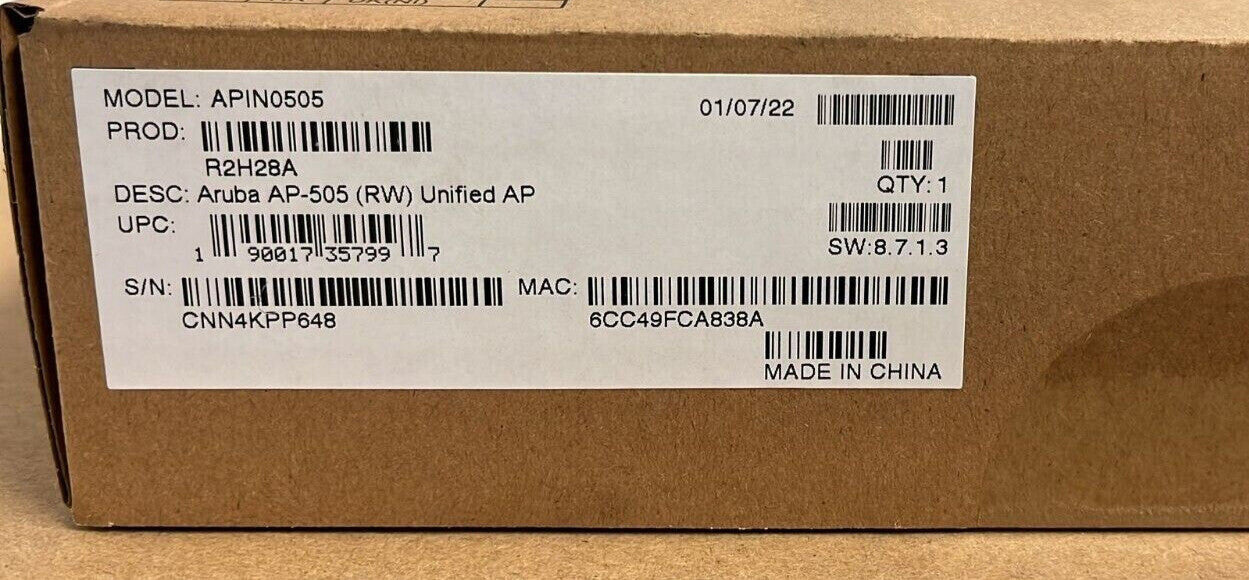 MODEL: APIN0505
01/07/22
PROD:
R2H28A
QTY: 1
DESC: Aruba AP-505 (RW) Unified AP
UPC:
1 90017 35799 7
SW:8.7.1.3
S/N:
CNN4KPP648
MAC:
6CC49FCA838A
MADE IN CHINA